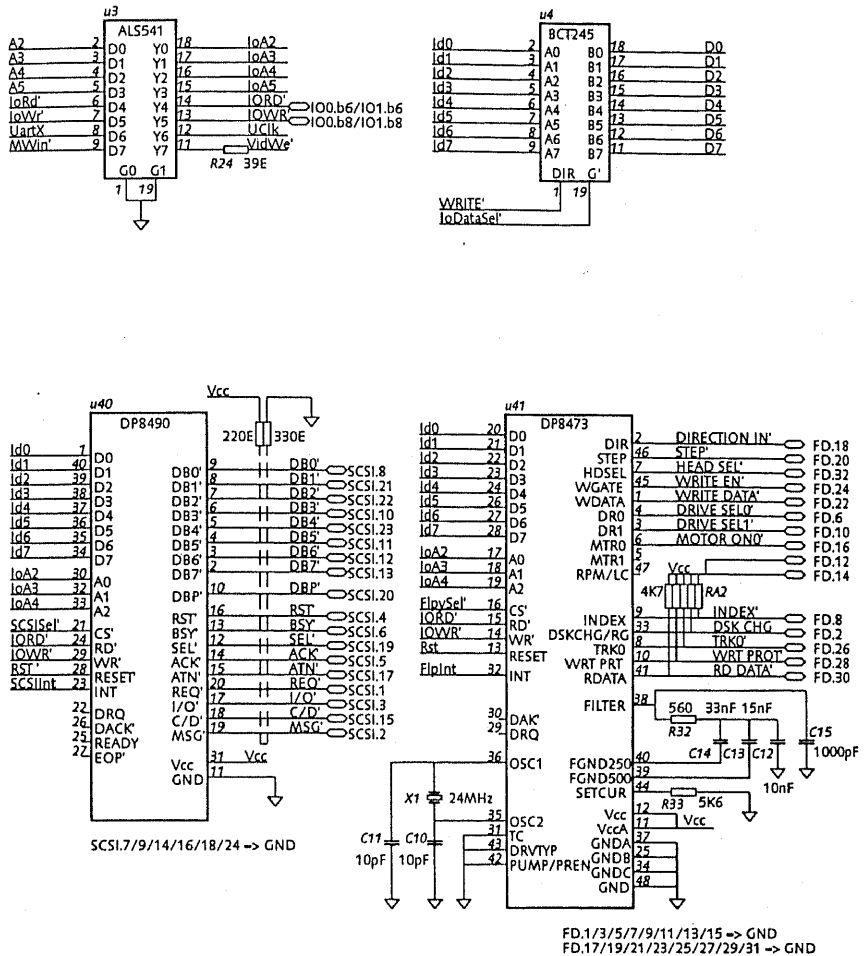 u3
ALS541
A2 2 D0 Y0 18 IoA2
A3 3 D1 Y1 17 IoA3
A4 4 D2 Y2 16 IoA4
A5 5 D3 Y3 15 IoA5
IoRd' 6 D4 Y4 14 IORD' IO0.b6/IO1.b6
IoWr' 7 D5 Y5 13 IOWR' IO0.b8/IO1.b8
UartX 8 D6 Y6 12 UClk
MWin' 9 D7 Y7 11 VidWe'
R24 39E
G0 G1
1 19
u4
BCT245
Id0 2 A0 B0 18 D0
Id1 3 A1 B1 17 D1
Id2 4 A2 B2 16 D2
Id3 5 A3 B3 15 D3
Id4 6 A4 B4 14 D4
Id5 7 A5 B5 13 D5
Id6 8 A6 B6 12 D6
Id7 9 A7 B7 11 D7
DIR G'
1 19
WRITE'
IoDataSel'
u40
DP8490
Vcc
220E 330E
Id0 1 D0
Id1 40 D1
Id2 39 D2
Id3 38 D3
Id4 37 D4
Id5 36 D5
Id6 35 D6
Id7 34 D7
IoA2 30 A0
IoA3 32 A1
IoA4 33 A2
SCSISel' 21 CS'
IORD' 24 RD'
IOWR' 29 WR'
RST' 28 RESET'
SCSIInt 23 INT
22 DRQ
26 DACK'
25 READY
27 EOP'
DB0' 9 DB0' SCSI.8
DB1' 8 DB1' SCSI.21
DB2' 7 DB2' SCSI.22
DB3' 6 DB3' SCSI.10
DB4' 5 DB4' SCSI.23
DB5' 4 DB5' SCSI.11
DB6' 3 DB6' SCSI.12
DB7' 2 DB7' SCSI.13
DBP' 10 DBP' SCSI.20
RST' 16 RST' SCSI.4
BSY' 13 BSY' SCSI.6
SEL' 12 SEL' SCSI.19
ACK' 14 ACK' SCSI.5
ATN' 15 ATN' SCSI.17
REQ' 20 REQ' SCSI.1
I/O' 17 I/O' SCSI.3
C/D' 18 C/D' SCSI.15
MSG' 19 MSG' SCSI.2
Vcc 31 Vcc
GND 11
SCSI.7/9/14/16/18/24 -> GND
u41
DP8473
Id0 20 D0
Id1 21 D1
Id2 22 D2
Id3 23 D3
Id4 24 D4
Id5 26 D5
Id6 27 D6
Id7 28 D7
IoA2 17 A0
IoA3 18 A1
IoA4 19 A2
FlpySel' 16 CS'
IORD' 15 RD'
IOWR' 14 WR'
Rst 13 RESET
FlpInt 32 INT
30 DAK'
29 DRQ
36 OSC1
X1 24MHz
35 OSC2
31 TC
43 DRVTYP
42 PUMP/PREN
C11 C10
10pF 10pF
DIR 2 DIRECTION IN' FD.18
STEP 46 STEP' FD.20
HDSEL 7 HEAD SEL' FD.32
WGATE 45 WRITE EN' FD.24
WDATA 1 WRITE DATA' FD.22
DR0 4 DRIVE SEL0' FD.6
DR1 3 DRIVE SEL1' FD.10
MTR0 6 MOTOR ON0' FD.16
MTR1 5 FD.12
RPM/LC 47 FD.14
Vcc
4K7 RA2
INDEX 9 INDEX' FD.8
DSKCHG/RG 33 DSK CHG FD.2
TRK0 8 TRK0' FD.26
WRT PRT 10 WRT PROT' FD.28
RDATA 41 RD DATA' FD.30
FILTER 38
560 33nF 15nF
R32 C14 C13 C12 C15
1000pF
10nF
FGND250 40
FGND500 39
SETCUR 44
R33 5K6
Vcc 12
VccA 11 Vcc
GNDA 37
GNDB 25
GNDC 34
GND 48
FD.1/3/5/7/9/11/13/15 -> GND
FD.17/19/21/23/25/27/29/31 -> GND